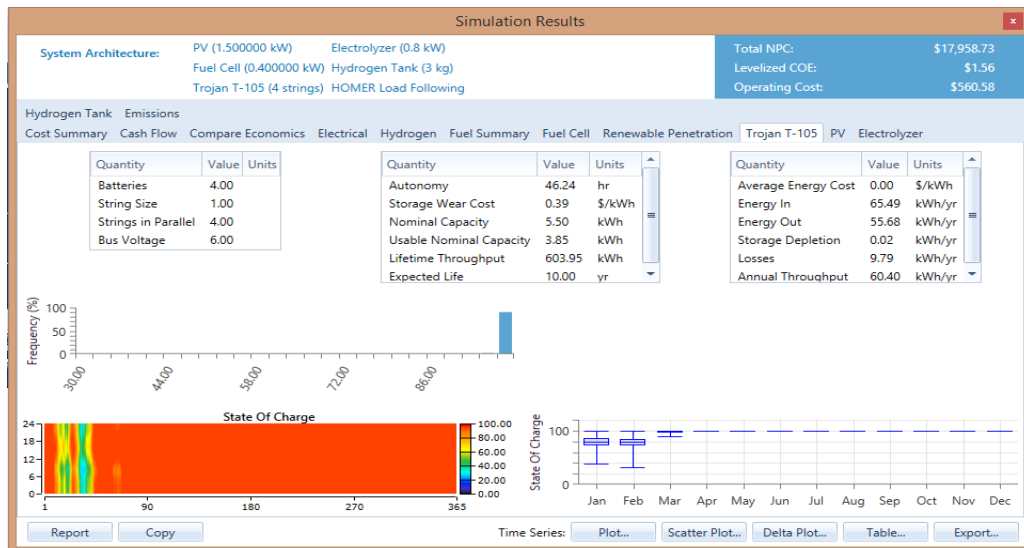 Simulation Results
x
System Architecture:
PV (1.500000 kW) Electrolyzer (0.8 kW)
Fuel Cell (0.400000 kW) Hydrogen Tank (3 kg)
Trojan T-105 (4 strings) HOMER Load Following
Total NPC: $17,958.73
Levelized COE: $1.56
Operating Cost: $560.58
Hydrogen Tank Emissions
Cost Summary Cash Flow Compare Economics Electrical Hydrogen Fuel Summary Fuel Cell Renewable Penetration Trojan T-105 PV Electrolyzer
Quantity Value Units
Batteries 4.00
String Size 1.00
Strings in Parallel 4.00
Bus Voltage 6.00
Quantity Value Units
Autonomy 46.24 hr
Storage Wear Cost 0.39 $/kWh
Nominal Capacity 5.50 kWh
Usable Nominal Capacity 3.85 kWh
Lifetime Throughput 603.95 kWh
Expected Life 10.00 yr
Quantity Value Units
Average Energy Cost 0.00 $/kWh
Energy In 65.49 kWh/yr
Energy Out 55.68 kWh/yr
Storage Depletion 0.02 kWh/yr
Losses 9.79 kWh/yr
Annual Throughput 60.40 kWh/yr
Frequency (%)
100
50
0
30.00 44.00 58.00 72.00 86.00
State Of Charge
24
18
12
6
0
1 90 180 270 365
100.00
80.00
60.00
40.00
20.00
0.00
State Of Charge
100
0
Jan Feb Mar Apr May Jun Jul Aug Sep Oct Nov Dec
Report Copy Time Series: Plot... Scatter Plot... Delta Plot... Table... Export...